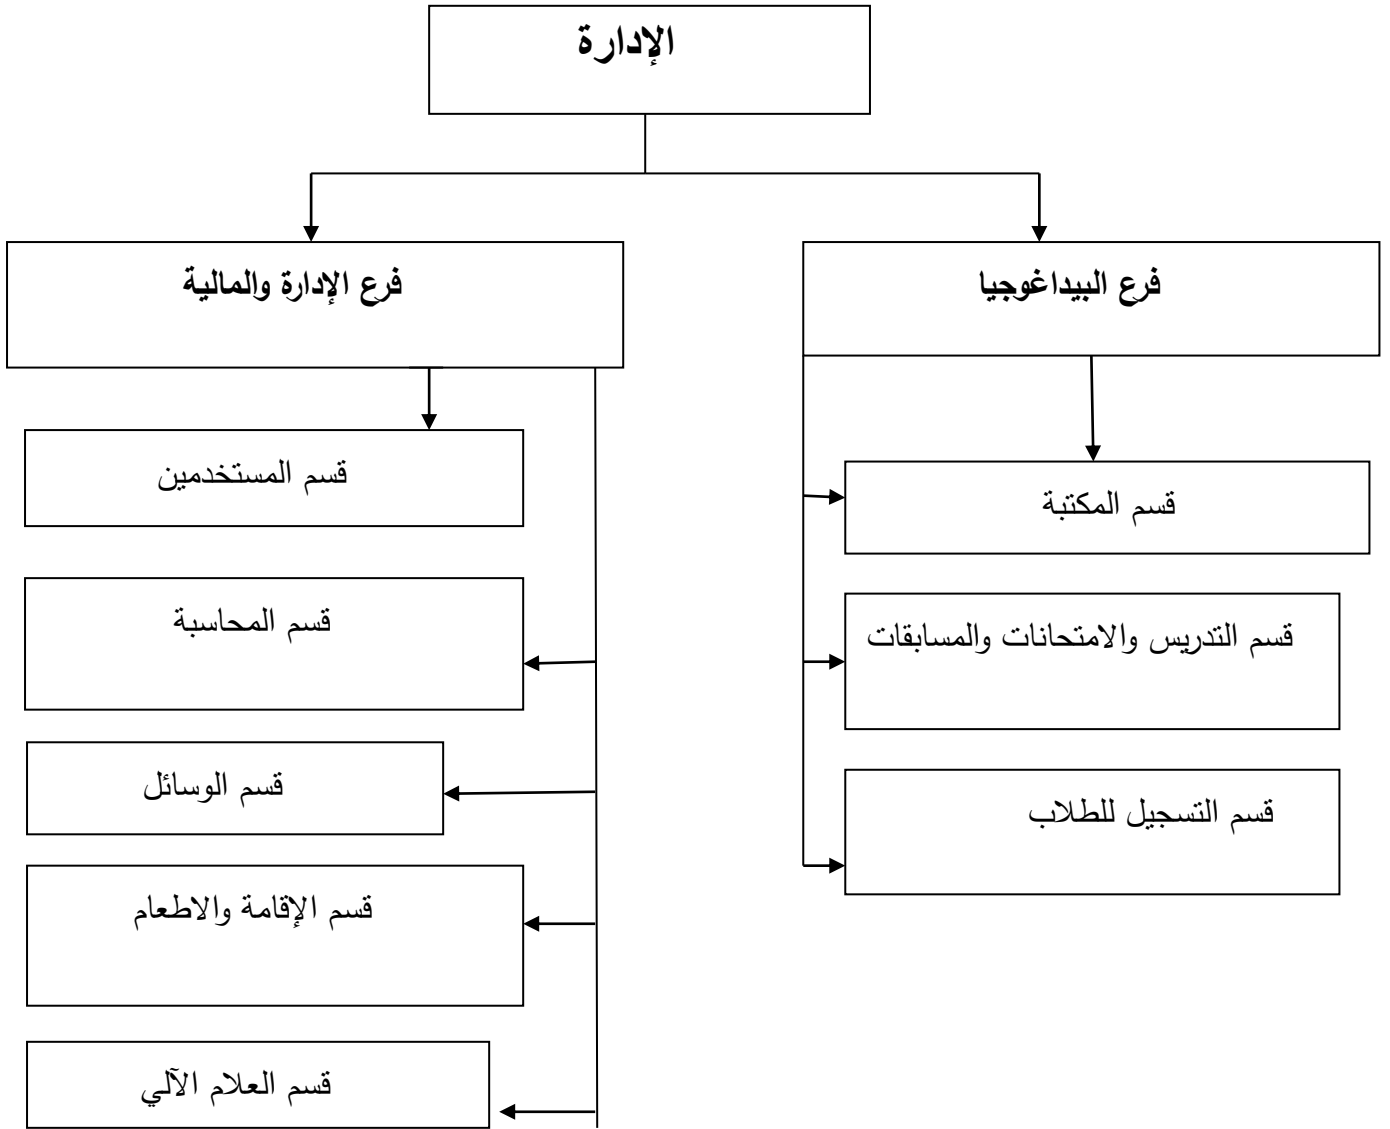 الإدارة
فرع البيداغوجيا
فرع الإدارة والمالية
قسم المكتبة
قسم التدريس والامتحانات والمسابقات
قسم التسجيل للطلاب
قسم المستخدمين
قسم المحاسبة
قسم الوسائل
قسم الإقامة والاطعام
قسم العلام الآلي